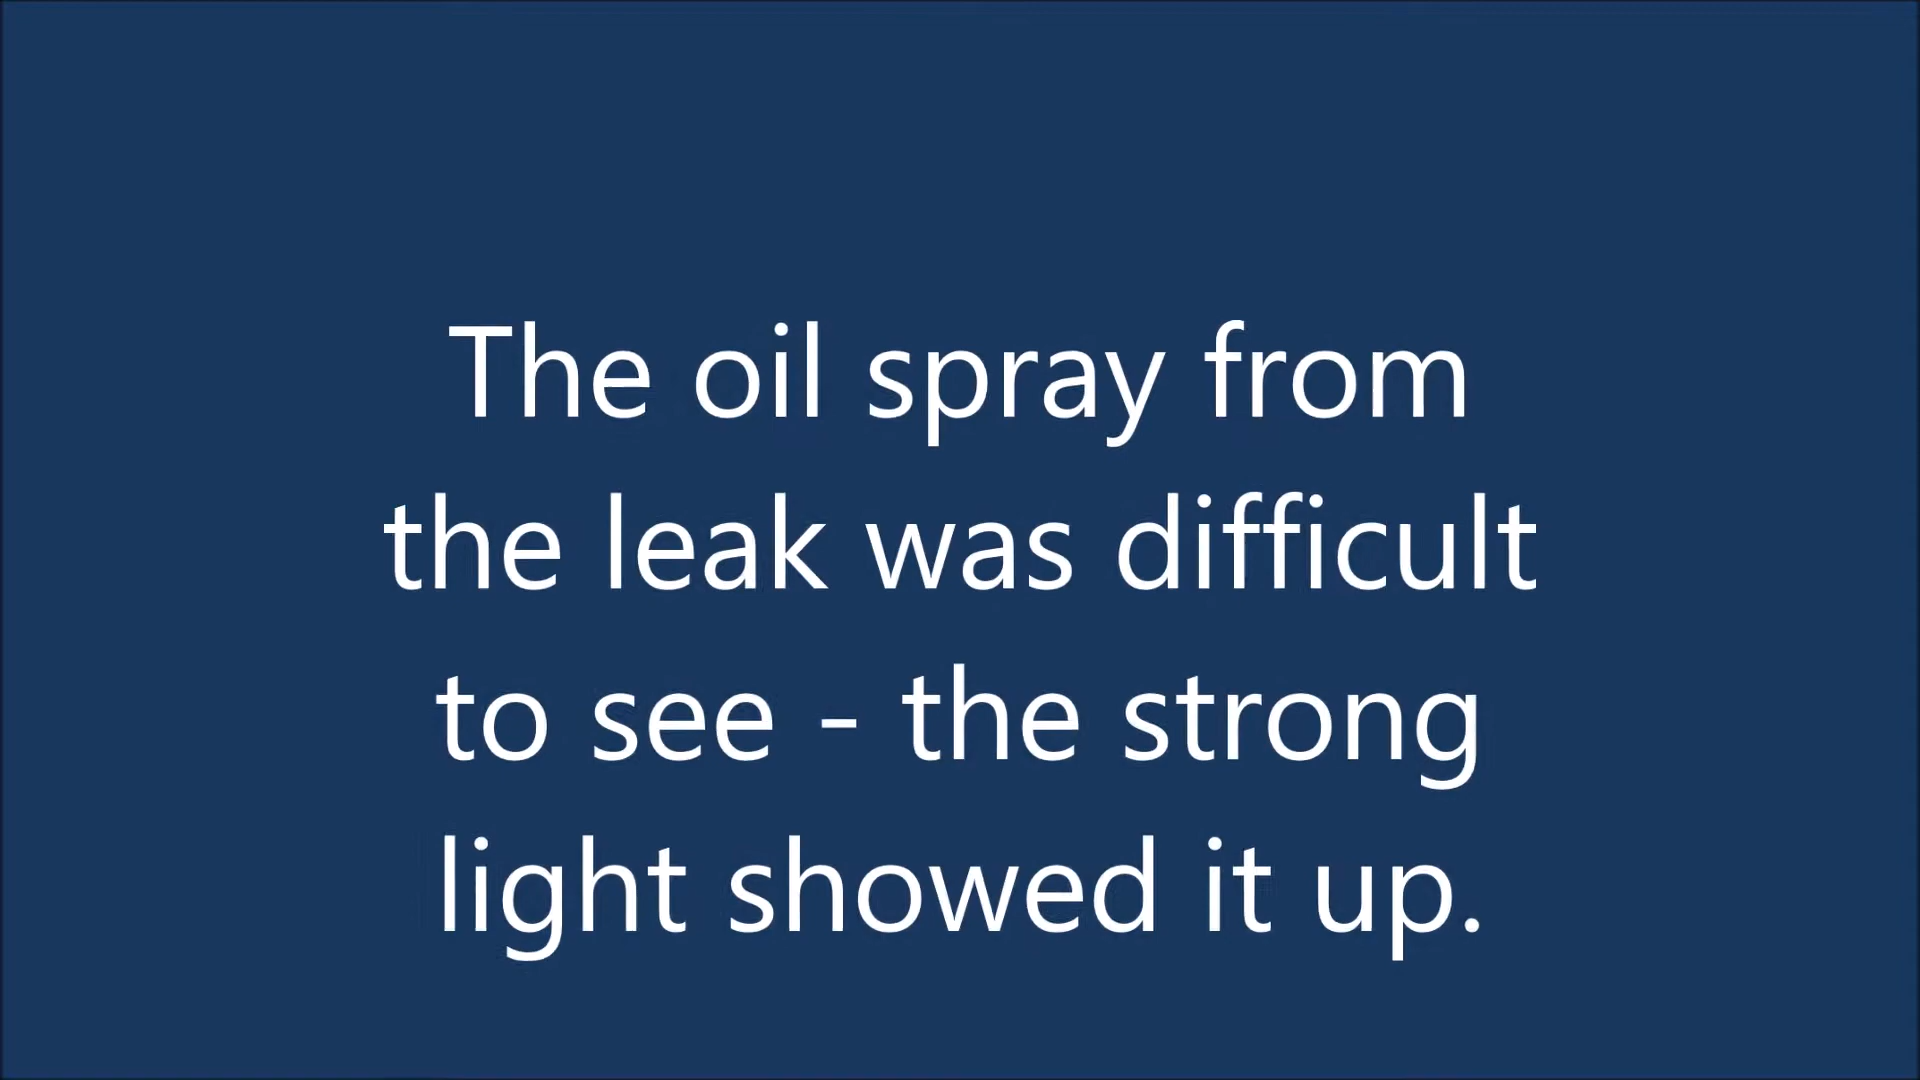 The oil spray from
the leak was difficult
to see - the strong
light showed it up.